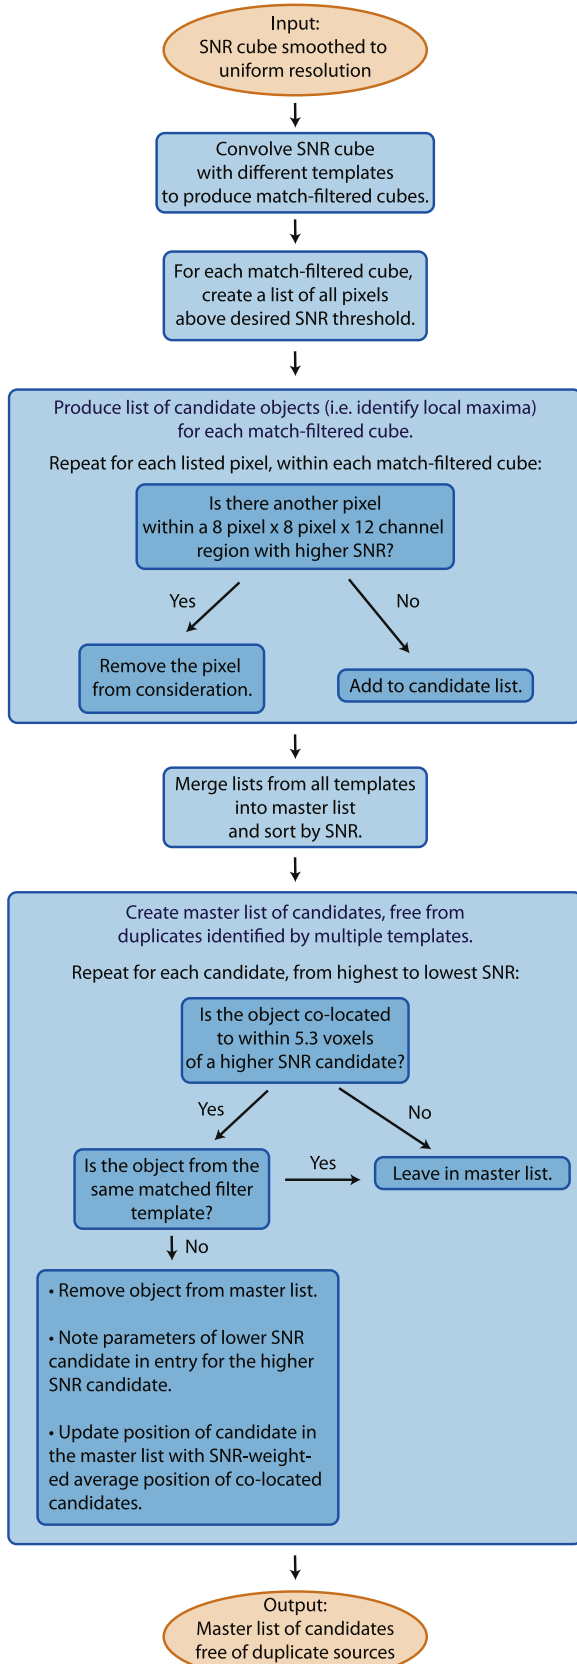 Input:
SNR cube smoothed to
uniform resolution
Convolve SNR cube
with different templates
to produce match-filtered cubes.
For each match-filtered cube,
create a list of all pixels
above desired SNR threshold.
Produce list of candidate objects (i.e. identify local maxima)
for each match-filtered cube.
Repeat for each listed pixel, within each match-filtered cube:
Is there another pixel
within a 8 pixel x 8 pixel x 12 channel
region with higher SNR?
Yes
No
Remove the pixel
from consideration.
Add to candidate list.
Merge lists from all templates
into master list
and sort by SNR.
Create master list of candidates, free from
duplicates identified by multiple templates.
Repeat for each candidate, from highest to lowest SNR:
Is the object co-located
to within 5.3 voxels
of a higher SNR candidate?
Yes
No
Is the object from the
same matched filter
template?
Yes
Leave in master list.
No
• Remove object from master list.
• Note parameters of lower SNR
candidate in entry for the higher
SNR candidate.
• Update position of candidate in
the master list with SNR-weight-
ed average position of co-located
candidates.
Output:
Master list of candidates
free of duplicate sources